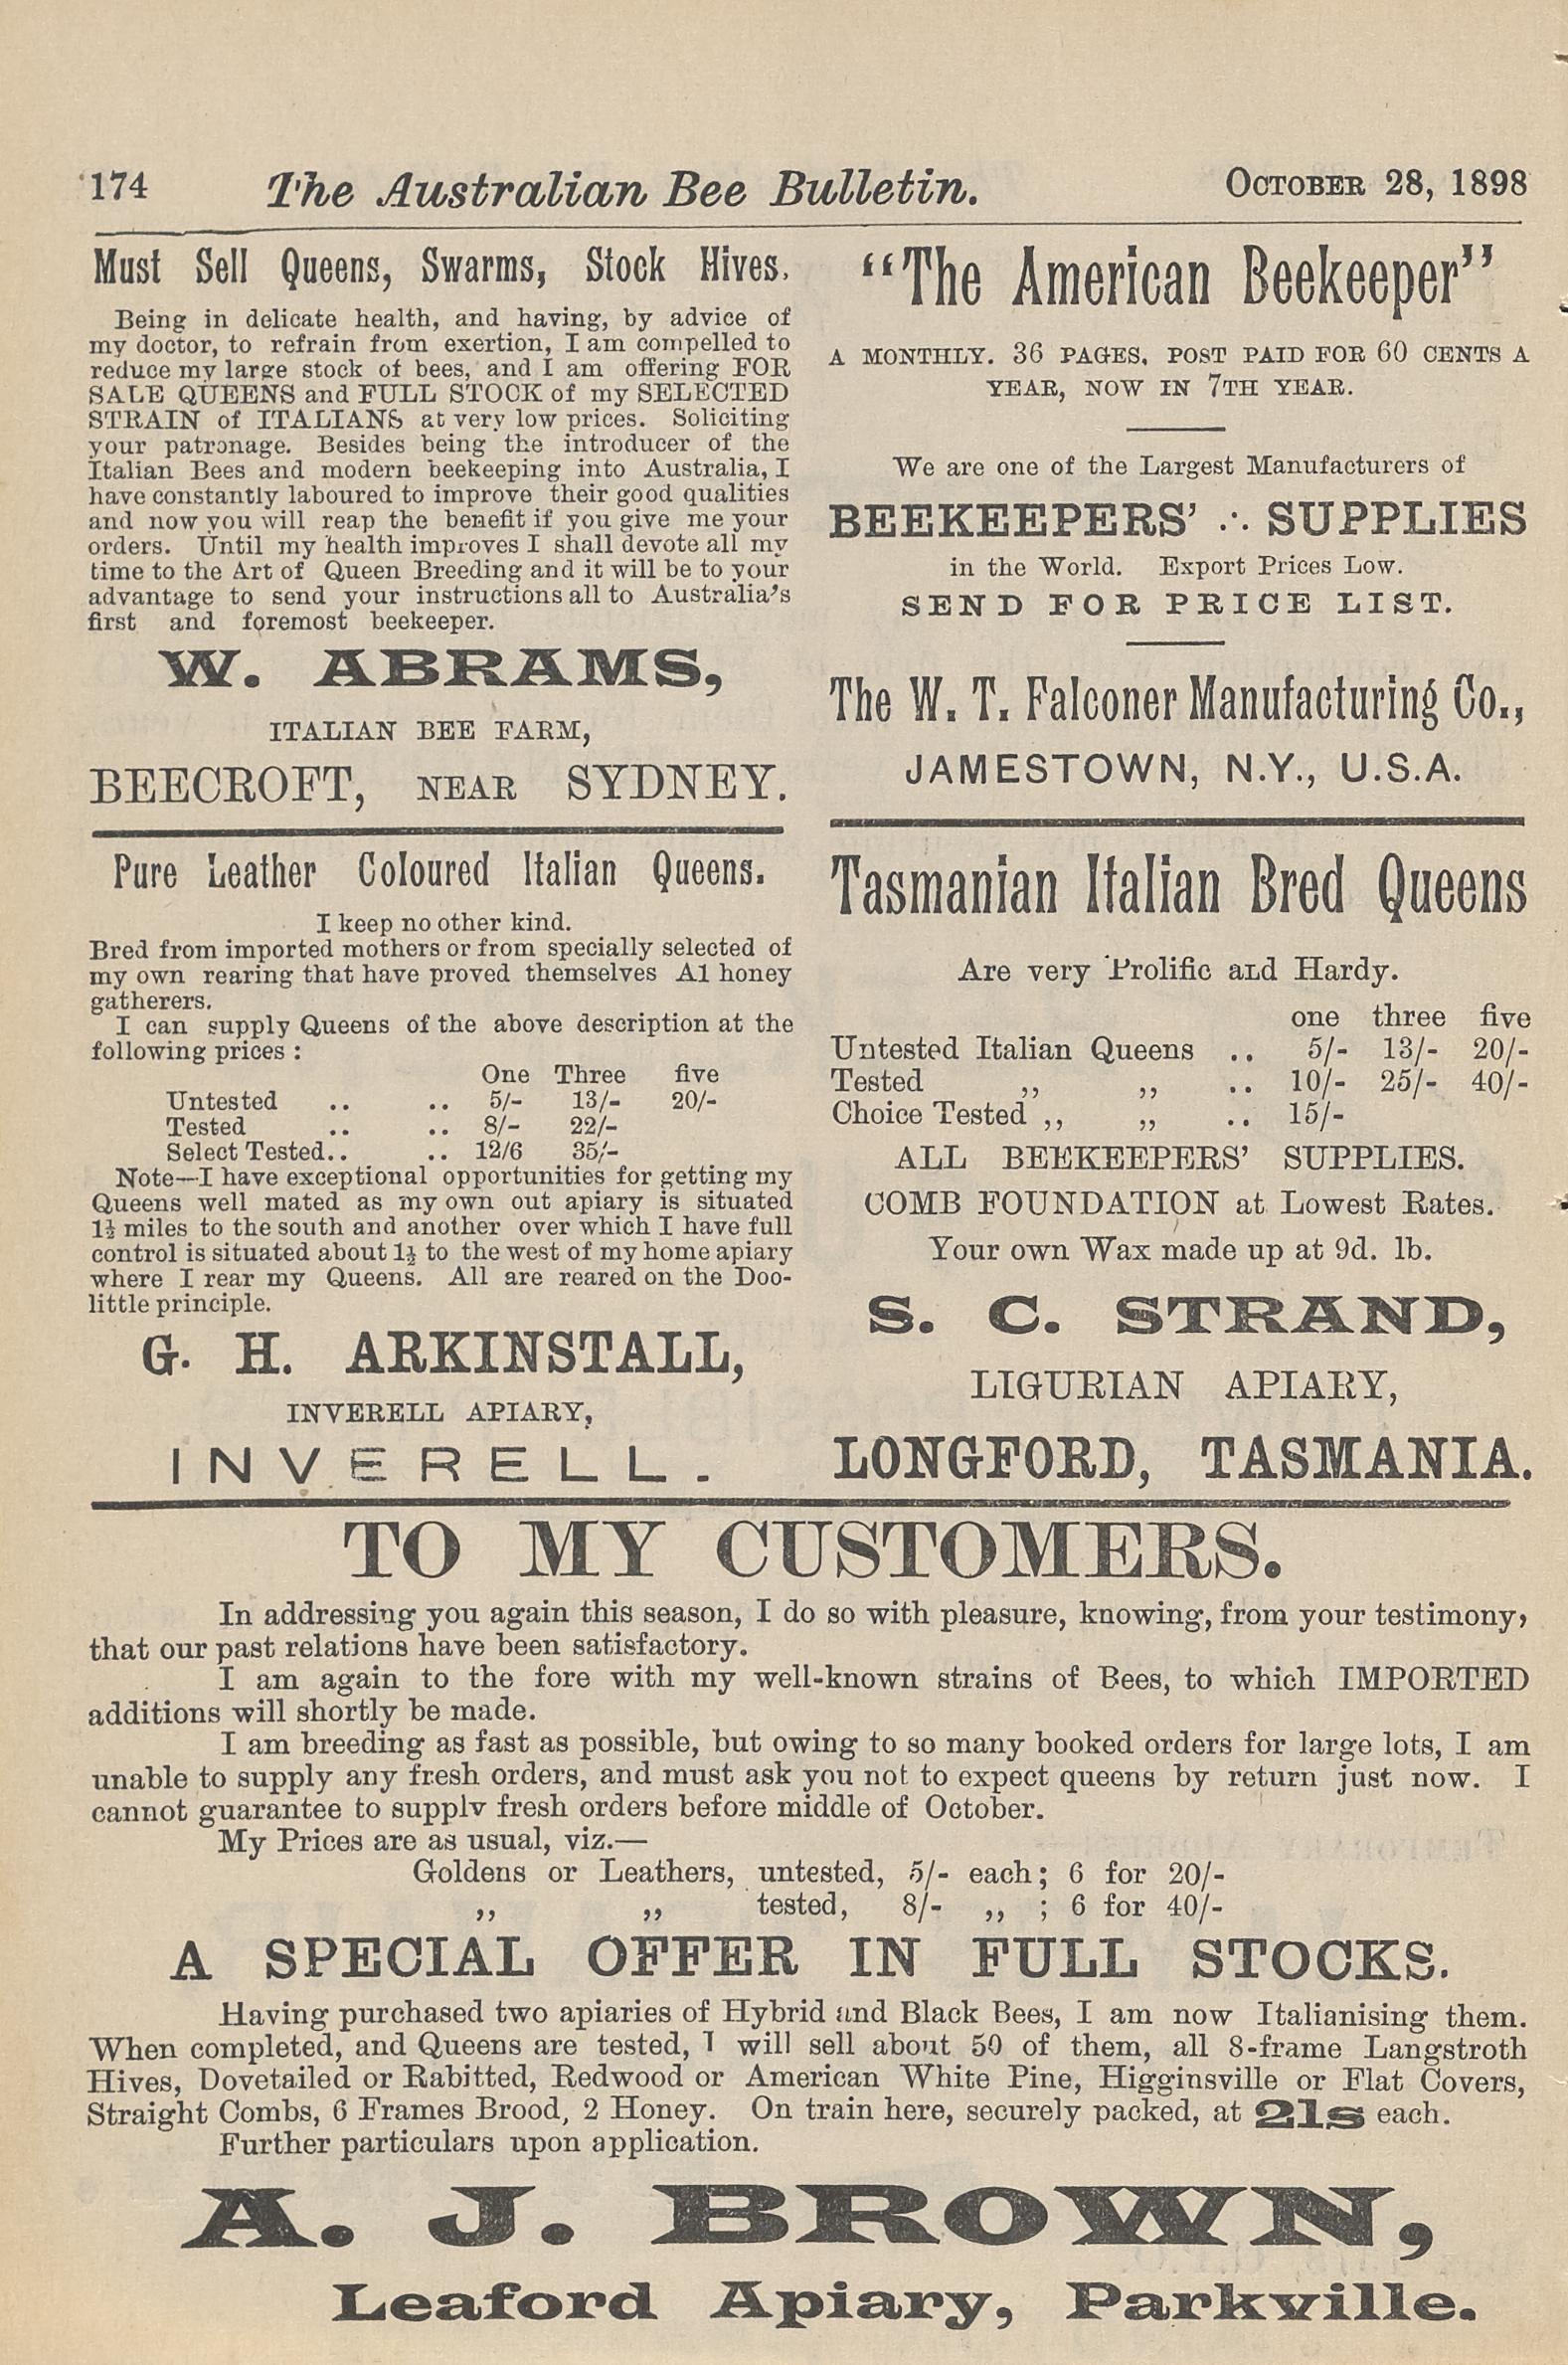 174 The Australian Bee Bulletin. October 28, 1898
Must Sell Queens, Swarms, Stock Hives.
Being in delicate health, and having, by advice of
my doctor, to refrain from exertion, I am compelled to
reduce my large stock of bees, and I am offering FOR
SALE QUEENS and FULL STOCK of my SELECTED
STRAIN of ITALIANS at very low prices. Soliciting
your patronage. Besides being the introducer of the
Italian Bees and modern beekeeping into Australia, I
have constantly laboured to improve their good qualities
and now you will reap the benefit if you give me your
orders. Until my health improves I shall devote all my
time to the Art of Queen Breeding and it will be to your
advantage to send your instructions all to Australia's
first and foremost beekeeper.
W. ABRAMS,
ITALIAN BEE FARM,
BEECROFT, NEAR SYDNEY.
Pure Leather Coloured Italian Queens.
I keep no other kind.
Bred from imported mothers or from specially selected of
my own rearing that have proved themselves A1 honey
gatherers.
I can supply Queens of the above description at the
following prices :
One Three five
Untested .. .. 5/- 13/- 20/-
Tested .. .. 8/- 22/-
Select Tested.. .. 12/6 35/-
Note—I have exceptional opportunities for getting my
Queens well mated as my own out apiary is situated
1½ miles to the south and another over which I have full
control is situated about 1½ to the west of my home apiary
where I rear my Queens. All are reared on the Doo-
little principle.
G. H. ARKINSTALL,
INVERELL APIARY,
INVERELL.
"The American Beekeeper"
A MONTHLY. 36 PAGES, POST PAID FOR 60 CENTS A
YEAR, NOW IN 7TH YEAR.
We are one of the Largest Manufacturers of
BEEKEEPERS' .·. SUPPLIES
in the World. Export Prices Low.
SEND FOR PRICE LIST.
The W. T. Falconer Manufacturing Co.,
JAMESTOWN, N.Y., U.S.A.
Tasmanian Italian Bred Queens
Are very Prolific and Hardy.
one three five
Untested Italian Queens .. 5/- 13/- 20/-
Tested ,, ,, .. 10/- 25/- 40/-
Choice Tested ,, ,, .. 15/-
ALL BEEKEEPERS' SUPPLIES.
COMB FOUNDATION at Lowest Rates.
Your own Wax made up at 9d. lb.
S. C. STRAND,
LIGURIAN APIARY,
LONGFORD, TASMANIA.
TO MY CUSTOMERS.
In addressing you again this season, I do so with pleasure, knowing, from your testimony,
that our past relations have been satisfactory.
I am again to the fore with my well-known strains of Bees, to which IMPORTED
additions will shortly be made.
I am breeding as fast as possible, but owing to so many booked orders for large lots, I am
unable to supply any fresh orders, and must ask you not to expect queens by return just now. I
cannot guarantee to supply fresh orders before middle of October.
My Prices are as usual, viz.—
Goldens or Leathers, untested, 5/- each; 6 for 20/-
,, ,, tested, 8/- ,, ; 6 for 40/-
A SPECIAL OFFER IN FULL STOCKS.
Having purchased two apiaries of Hybrid and Black Bees, I am now Italianising them.
When completed, and Queens are tested, I will sell about 50 of them, all 8-frame Langstroth
Hives, Dovetailed or Rabitted, Redwood or American White Pine, Higginsville or Flat Covers,
Straight Combs, 6 Frames Brood, 2 Honey. On train here, securely packed, at 21s each.
Further particulars upon application.
A. J. BROWN,
Leaford Apiary, Parkville.